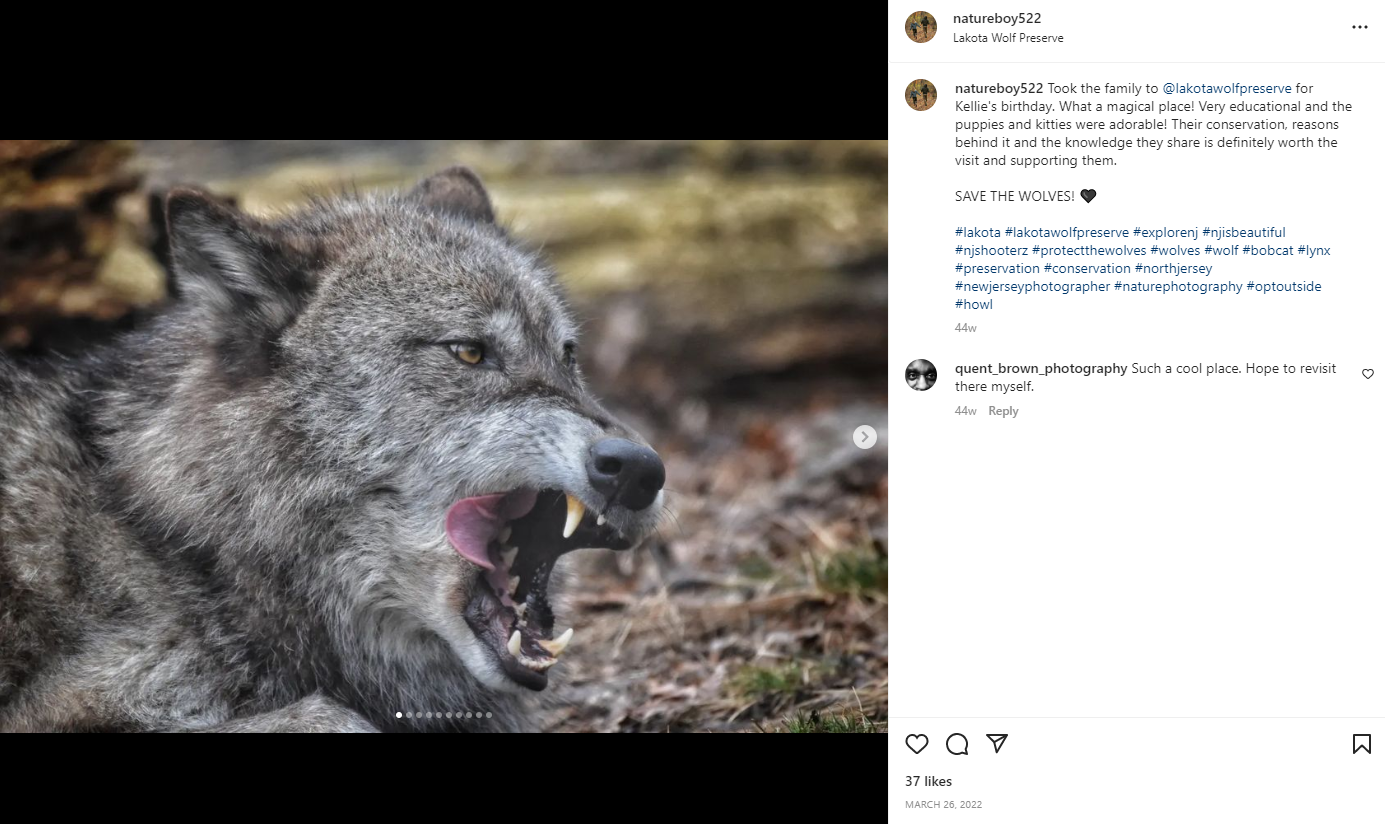 natureboy522
Lakota Wolf Preserve
natureboy522 Took the family to @lakotawolfpreserve for
Kellie's birthday. What a magical place! Very educational and the
puppies and kitties were adorable! Their conservation, reasons
behind it and the knowledge they share is definitely worth the
visit and supporting them.
SAVE THE WOLVES! 🖤
#lakota #lakotawolfpreserve #explorenj #njisbeautiful
#njshooterz #protectthewolves #wolves #wolf #bobcat #lynx
#preservation #conservation #northjersey
#newjerseyphotographer #naturephotography #optoutside
#howl
44w
quent_brown_photography Such a cool place. Hope to revisit
there myself.
44w Reply
37 likes
MARCH 26, 2022